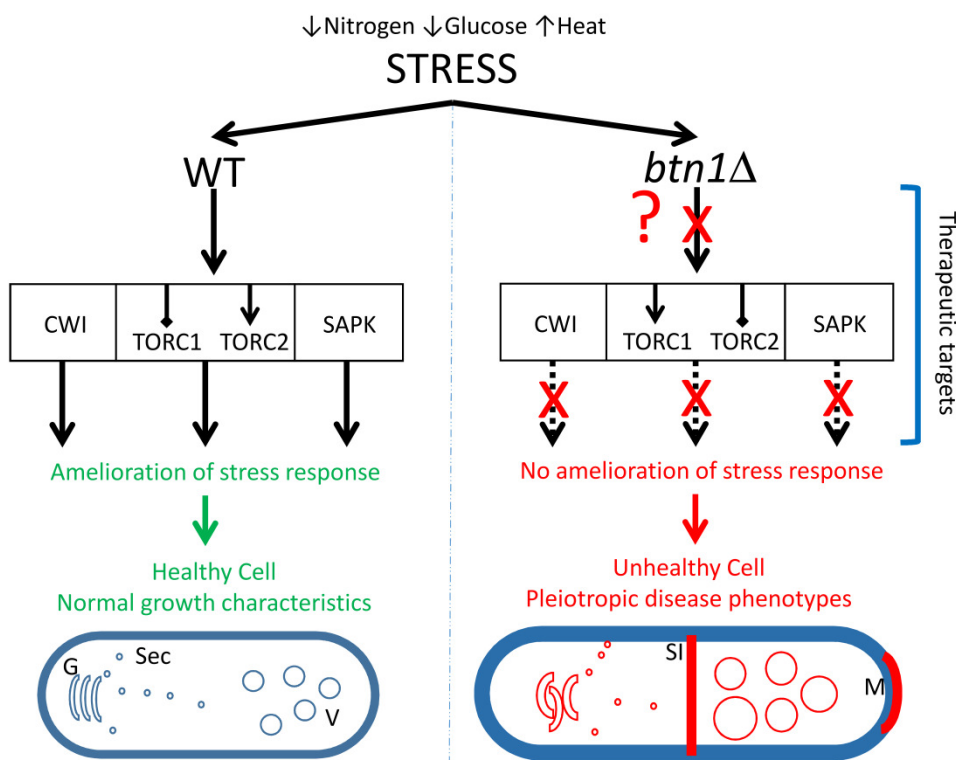 ↓Nitrogen ↓Glucose ↑Heat
STRESS
WT
btn1Δ
? X
CWI
TORC1
TORC2
SAPK
CWI
TORC1
TORC2
SAPK
X
X
X
Therapeutic targets
Amelioration of stress response
No amelioration of stress response
Healthy Cell
Normal growth characteristics
Unhealthy Cell
Pleiotropic disease phenotypes
G
Sec
V
SI
M